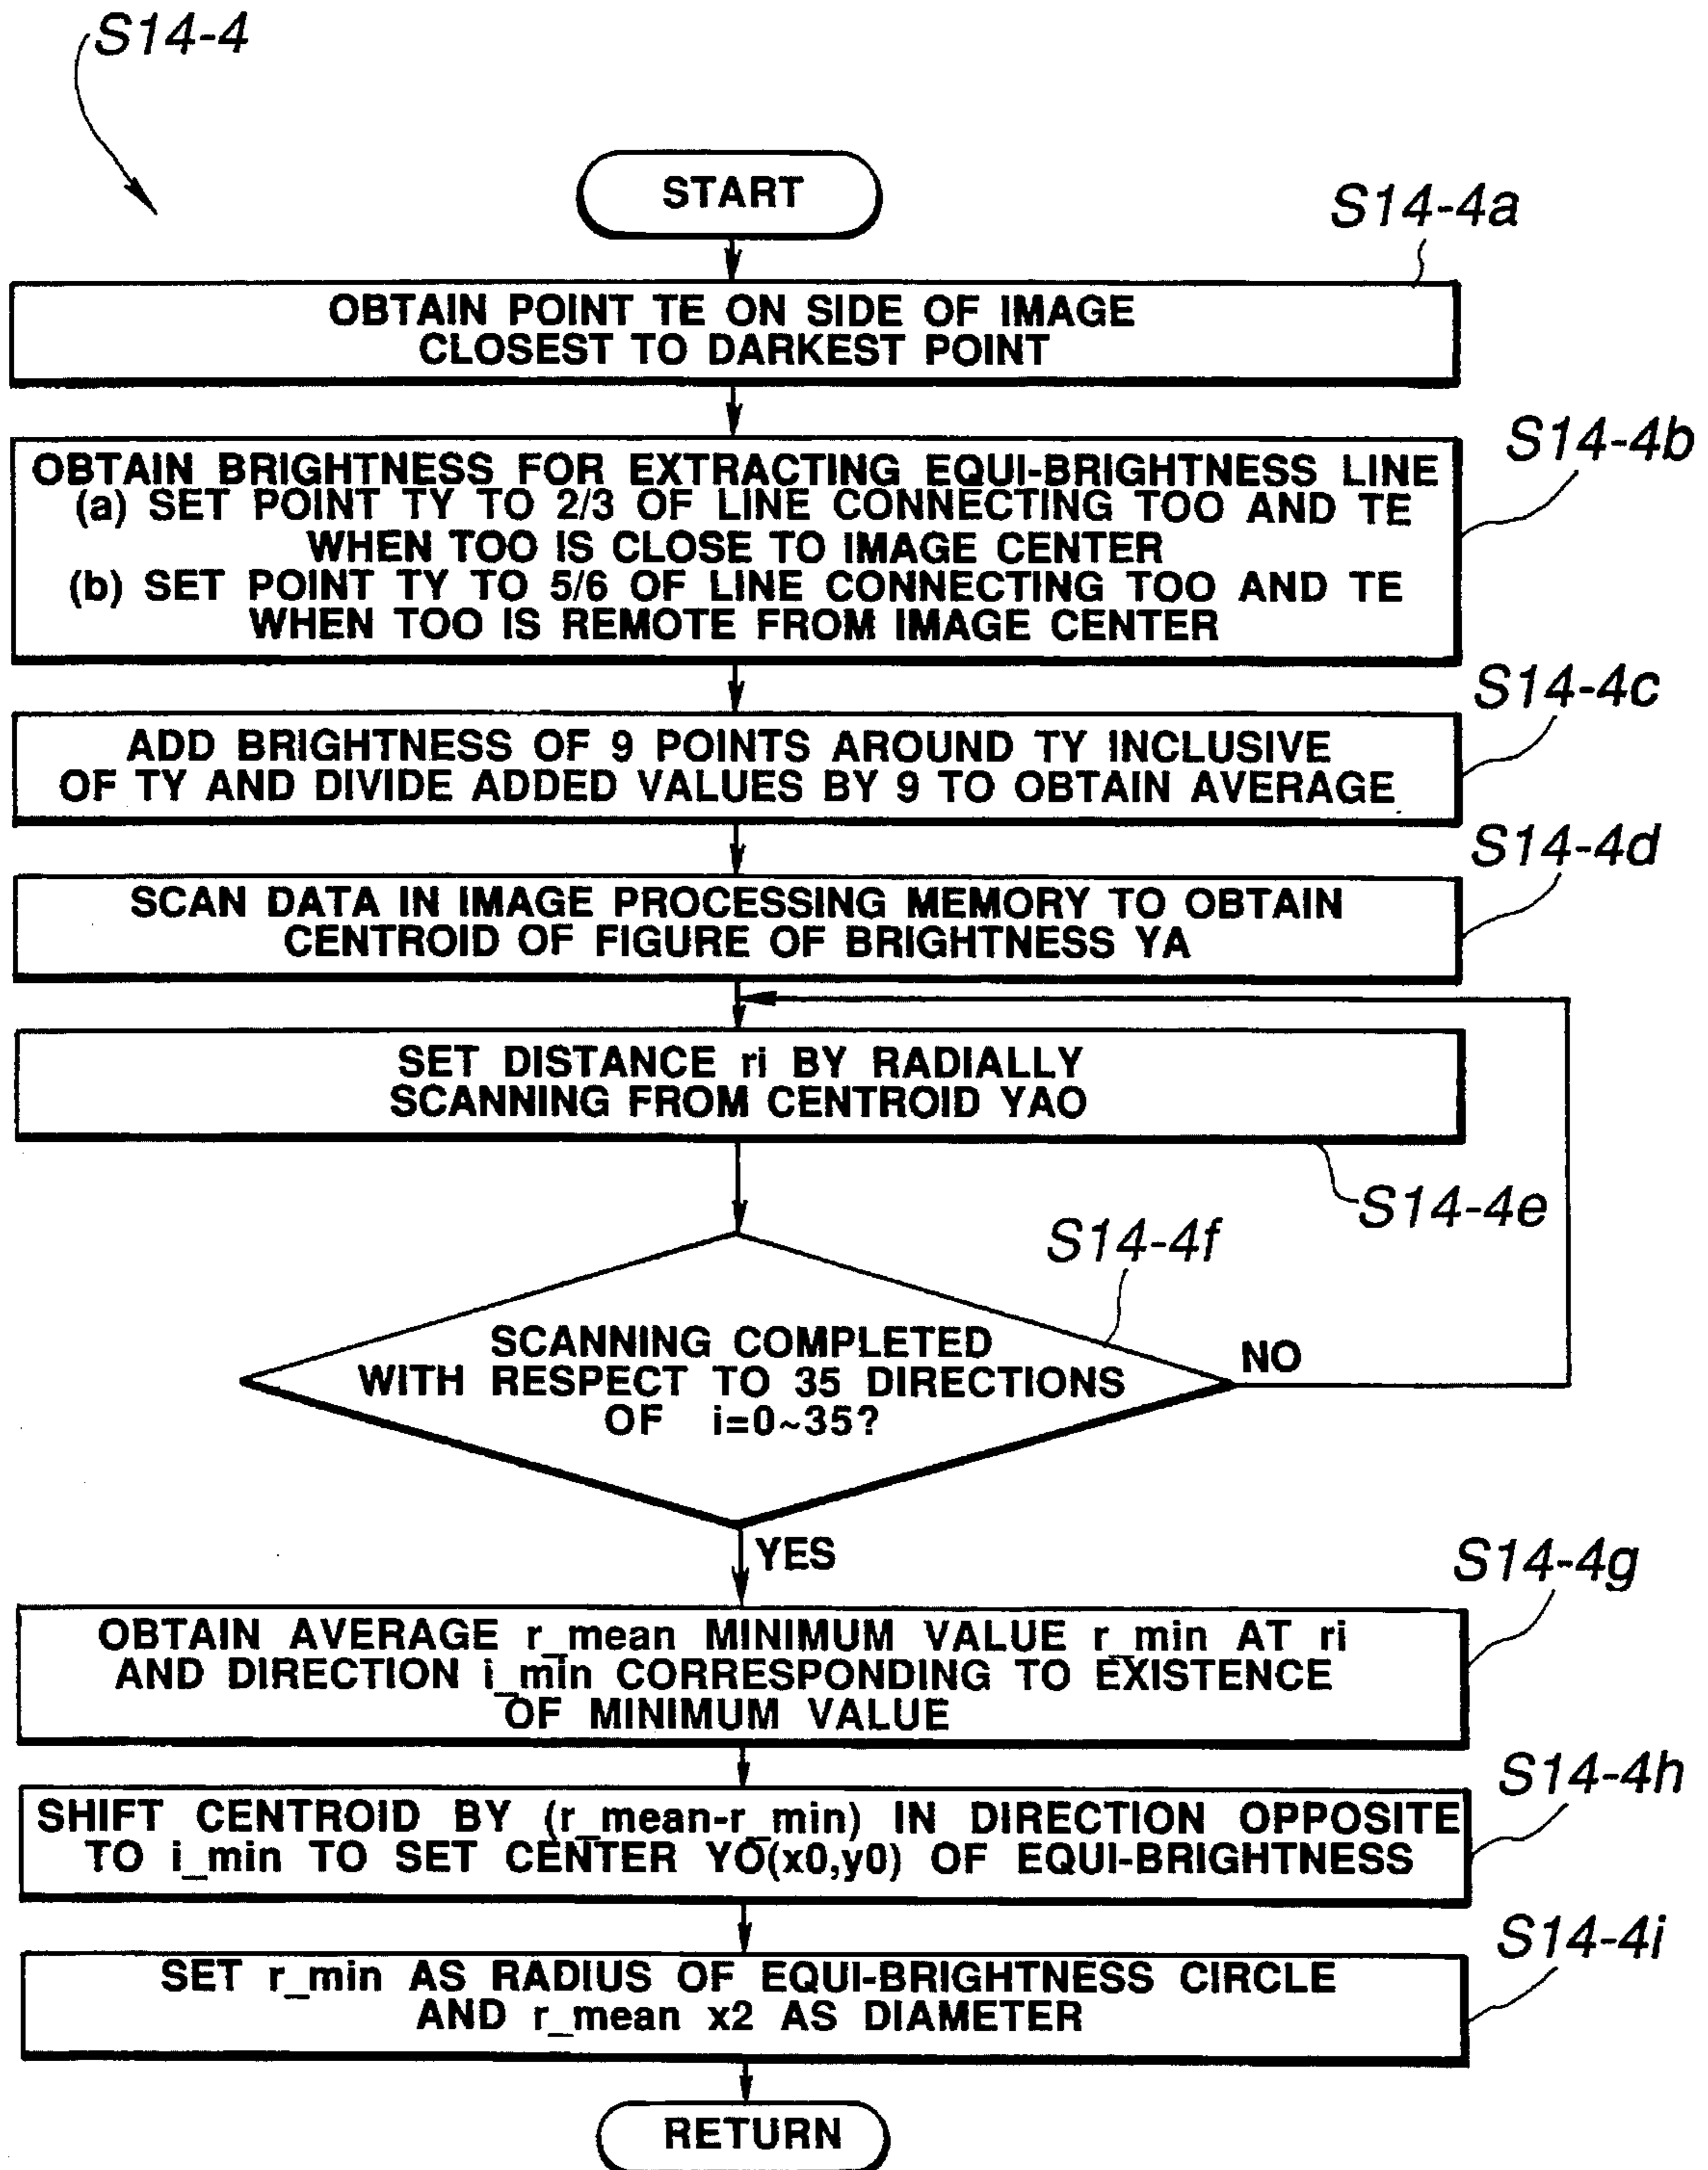 S14-4
START
S14-4a
OBTAIN POINT TE ON SIDE OF IMAGE
CLOSEST TO DARKEST POINT
S14-4b
OBTAIN BRIGHTNESS FOR EXTRACTING EQUI-BRIGHTNESS LINE
(a) SET POINT TY TO 2/3 OF LINE CONNECTING TOO AND TE
WHEN TOO IS CLOSE TO IMAGE CENTER
(b) SET POINT TY TO 5/6 OF LINE CONNECTING TOO AND TE
WHEN TOO IS REMOTE FROM IMAGE CENTER
S14-4c
ADD BRIGHTNESS OF 9 POINTS AROUND TY INCLUSIVE
OF TY AND DIVIDE ADDED VALUES BY 9 TO OBTAIN AVERAGE
S14-4d
SCAN DATA IN IMAGE PROCESSING MEMORY TO OBTAIN
CENTROID OF FIGURE OF BRIGHTNESS YA
SET DISTANCE ri BY RADIALLY
SCANNING FROM CENTROID YAO
S14-4e
S14-4f
SCANNING COMPLETED
WITH RESPECT TO 35 DIRECTIONS
OF i=0~35?
NO
YES
S14-4g
OBTAIN AVERAGE r_mean MINIMUM VALUE r_min AT ri
AND DIRECTION i_min CORRESPONDING TO EXISTENCE
OF MINIMUM VALUE
S14-4h
SHIFT CENTROID BY (r_mean-r_min) IN DIRECTION OPPOSITE
TO i_min TO SET CENTER YO(x0,y0) OF EQUI-BRIGHTNESS
S14-4i
SET r_min AS RADIUS OF EQUI-BRIGHTNESS CIRCLE
AND r_mean x2 AS DIAMETER
RETURN